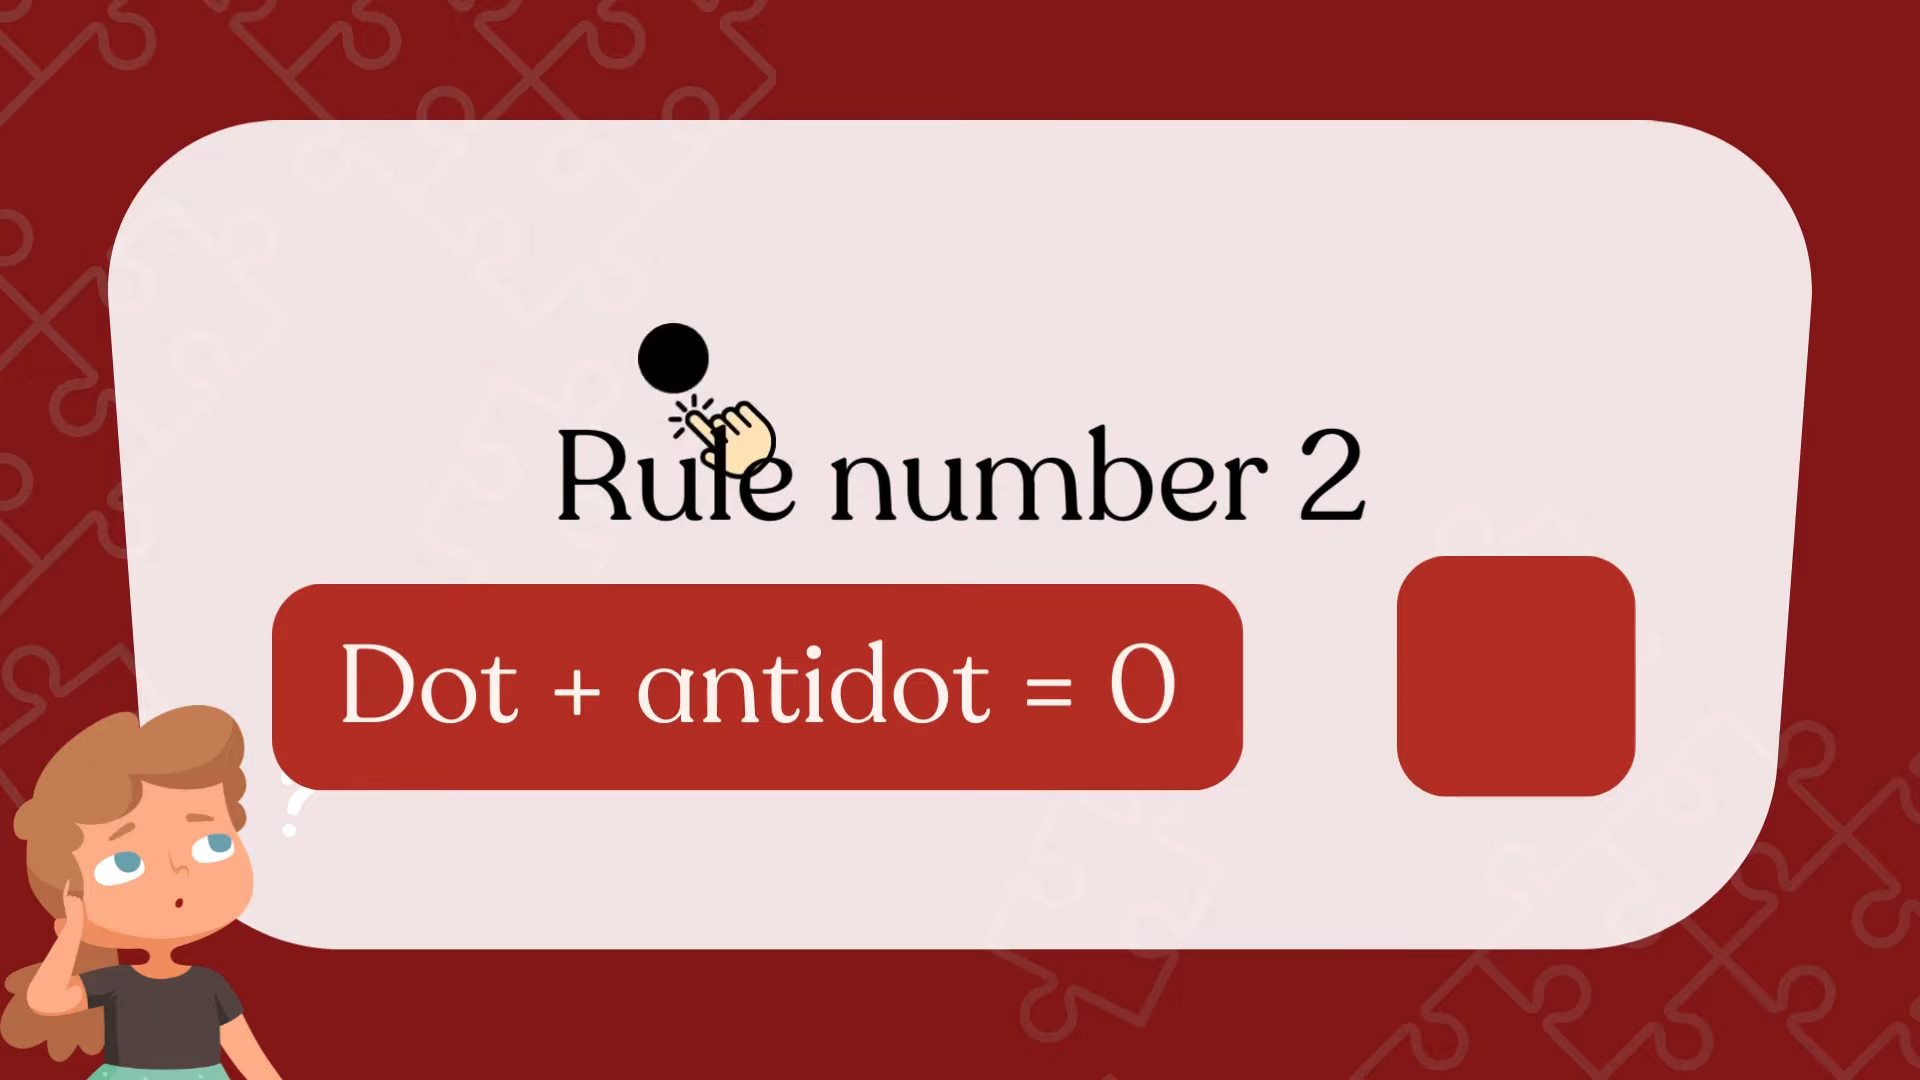 Rule number 2
Dot + antidot = 0
?